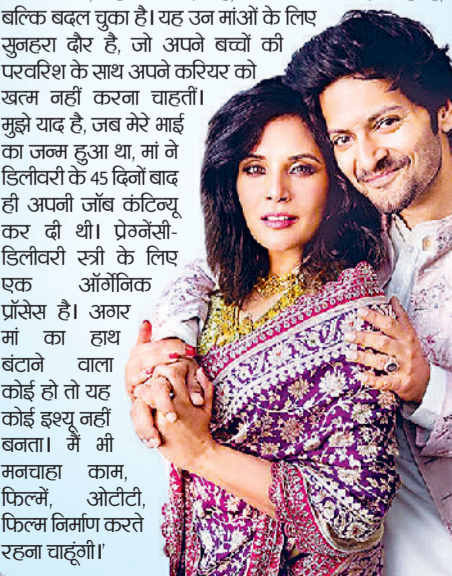 बल्कि बदल चुका है। यह उन मांओं के लिए
सुनहरा दौर है, जो अपने बच्चों की
परवरिश के साथ अपने करियर को
खत्म नहीं करना चाहतीं।
मुझे याद है, जब मेरे भाई
का जन्म हुआ था, मां ने
डिलीवरी के 45 दिनों बाद
ही अपनी जॉब कंटिन्यू
कर दी थी। प्रेग्नेंसी-
डिलीवरी स्त्री के लिए
एक ऑर्गेनिक
प्रॉसेस है। अगर
मां का हाथ
बंटाने वाला
कोई हो तो यह
कोई इश्यू नहीं
बनता। मैं भी
मनचाहा काम,
फिल्में, ओटीटी,
फिल्म निर्माण करते
रहना चाहूंगी।'